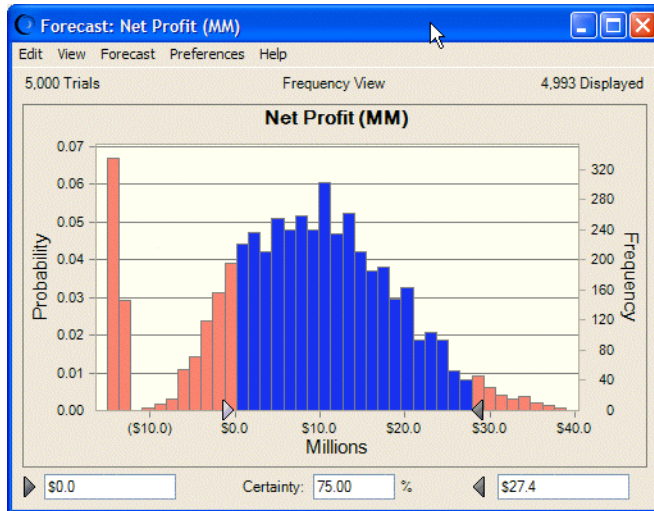 Forecast: Net Profit (MM)
Edit View Forecast Preferences Help
5,000 Trials Frequency View 4,993 Displayed
Net Profit (MM)
0.07
0.06 320
280
0.05 240
0.04 200
0.03 160
0.02 120
80
0.01 40
0.00 0
Probability
Frequency
($10.0) $0.0 $10.0 $20.0 $30.0 $40.0
Millions
$0.0 Certainty: 75.00 % $27.4